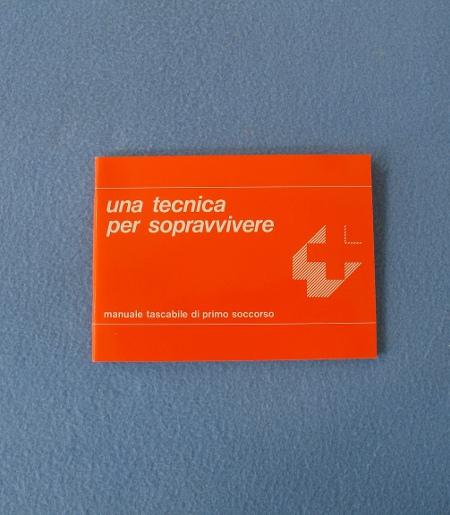 una tecnica
per sopravvivere
manuale tascabile di primo soccorso